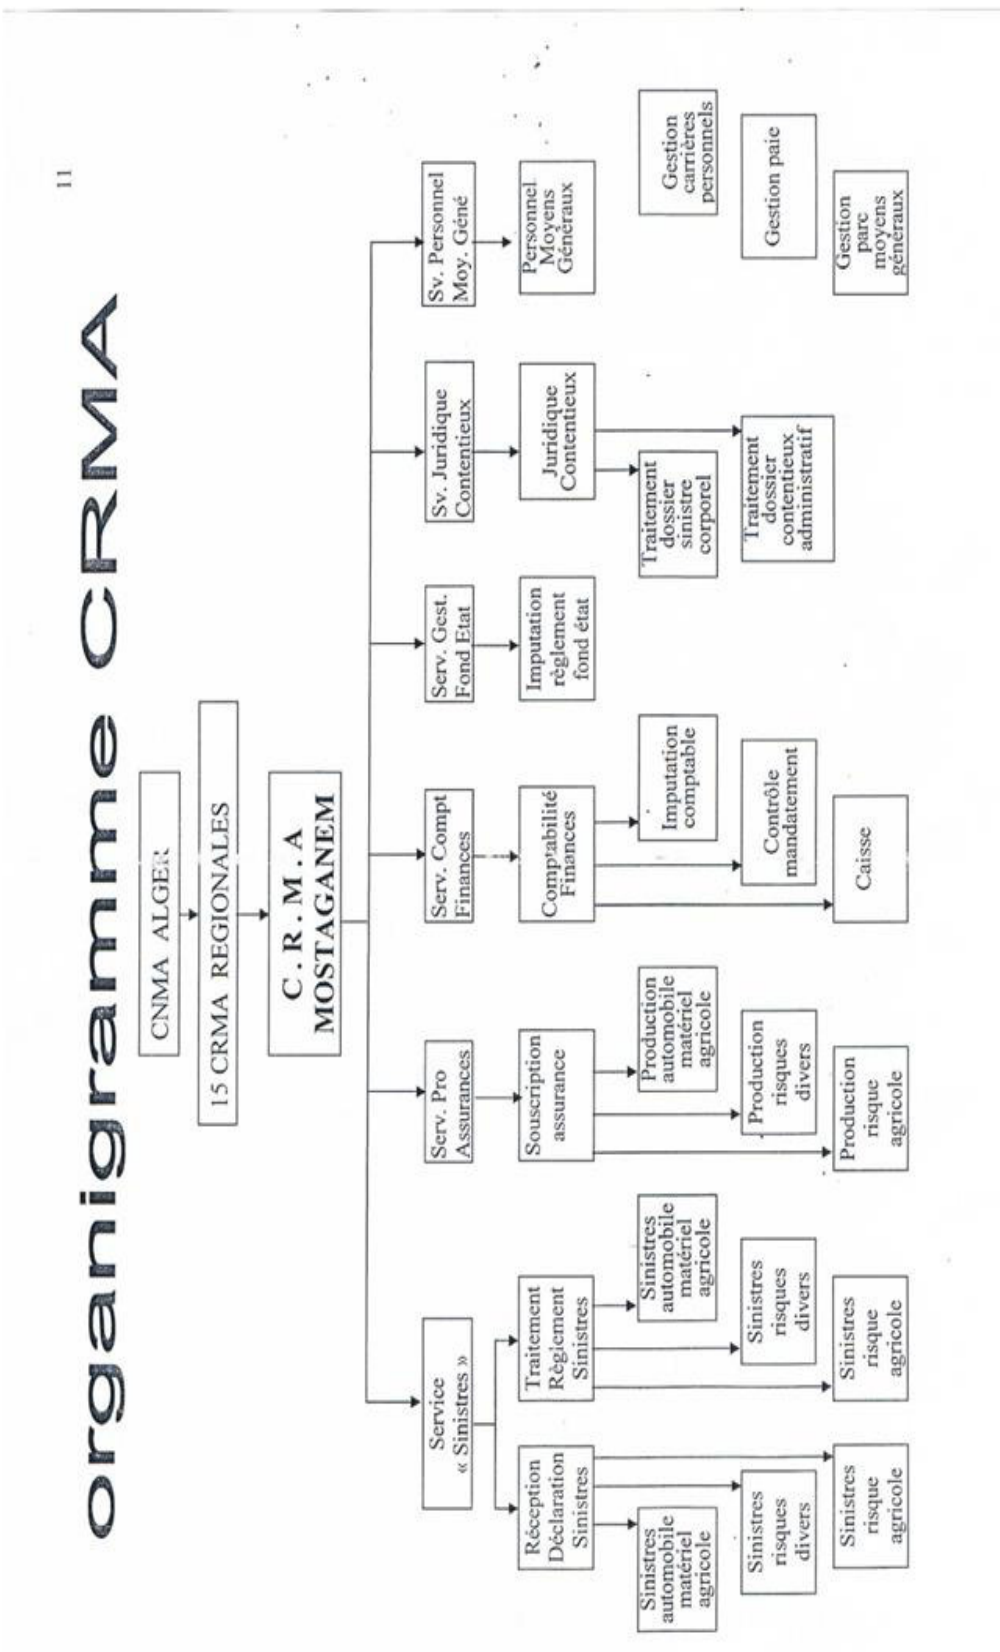 11
organigramme CRMA
CNMA ALGER
15 CRMA REGIONALES
C . R . M . A
MOSTAGANEM
Service
« Sinistres »
Serv. Pro
Assurances
Serv. Compt
Finances
Serv. Gest.
Fond Etat
Sv. Juridique
Contentieux
Sv. Personnel
Moy. Géné
Réception
Déclaration
Sinistres
Traitement
Règlement
Sinistres
Souscription
assurance
Comptabilité
Finances
Imputation
règlement
fond état
Juridique
Contentieux
Personnel
Moyens
Généraux
Sinistres
automobile
matériel
agricole
Sinistres
automobile
matériel
agricole
Production
automobile
matériel
agricole
Imputation
comptable
Traitement
dossier
sinistre
corporel
Gestion
carrières
personnels
Sinistres
risques
divers
Sinistres
risques
divers
Production
risques
divers
Contrôle
mandatement
Traitement
dossier
contentieux
administratif
Gestion paie
Sinistres
risque
agricole
Sinistres
risque
agricole
Production
risque
agricole
Caisse
Gestion
parc
moyens
généraux